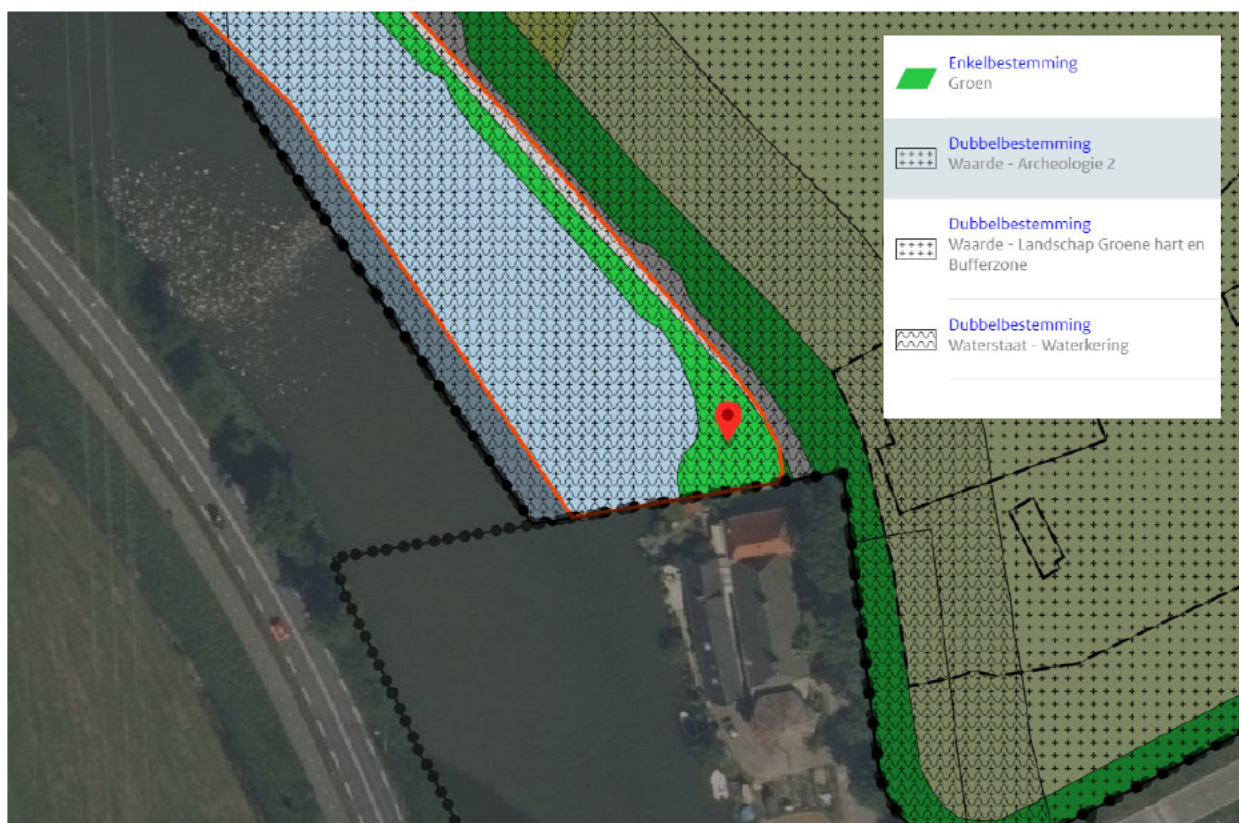 Enkelbestemming
Groen
Dubbelbestemming
Waarde - Archeologie 2
Dubbelbestemming
Waarde - Landschap Groene hart en
Bufferzone
Dubbelbestemming
Waterstaat - Waterkering